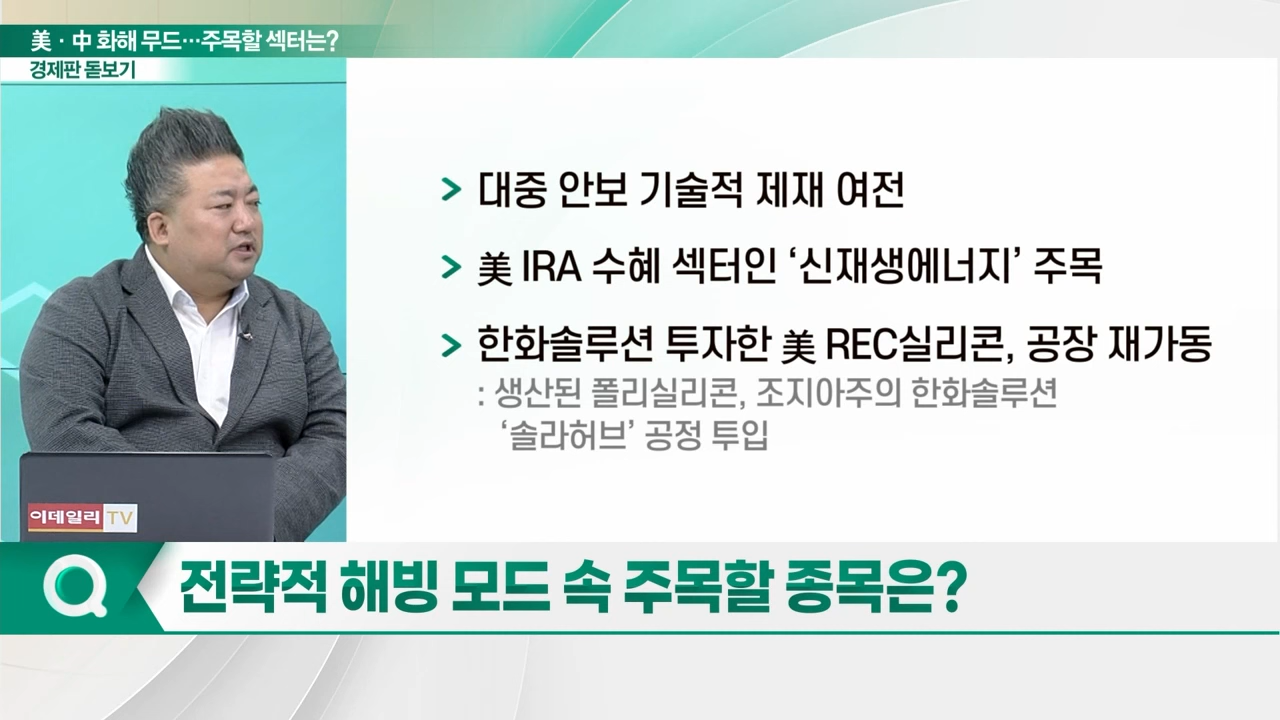 美·中 화해 무드…주목할 섹터는?
경제판 돋보기
> 대중 안보 기술적 제재 여전
> 美 IRA 수혜 섹터인 ‘신재생에너지’ 주목
> 한화솔루션 투자한 美 REC실리콘, 공장 재가동
: 생산된 폴리실리콘, 조지아주의 한화솔루션
‘솔라허브’ 공정 투입
이데일리 TV
Q 전략적 해빙 모드 속 주목할 종목은?